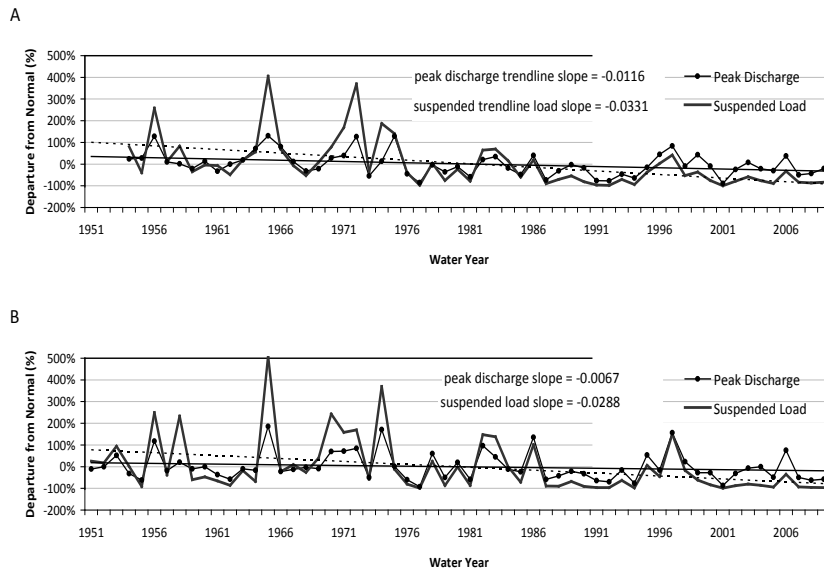 A
500%
400%
300%
200%
100%
0%
-100%
-200%
Departure from Normal (%)
peak discharge trendline slope = -0.0116
suspended trendline load slope = -0.0331
Peak Discharge
Suspended Load
1951 1956 1961 1966 1971 1976 1981 1986 1991 1996 2001 2006
Water Year
B
500%
400%
300%
200%
100%
0%
-100%
-200%
Departure from Normal (%)
peak discharge slope = -0.0067
suspended load slope = -0.0288
Peak Discharge
Suspended Load
1951 1956 1961 1966 1971 1976 1981 1986 1991 1996 2001 2006
Water Year